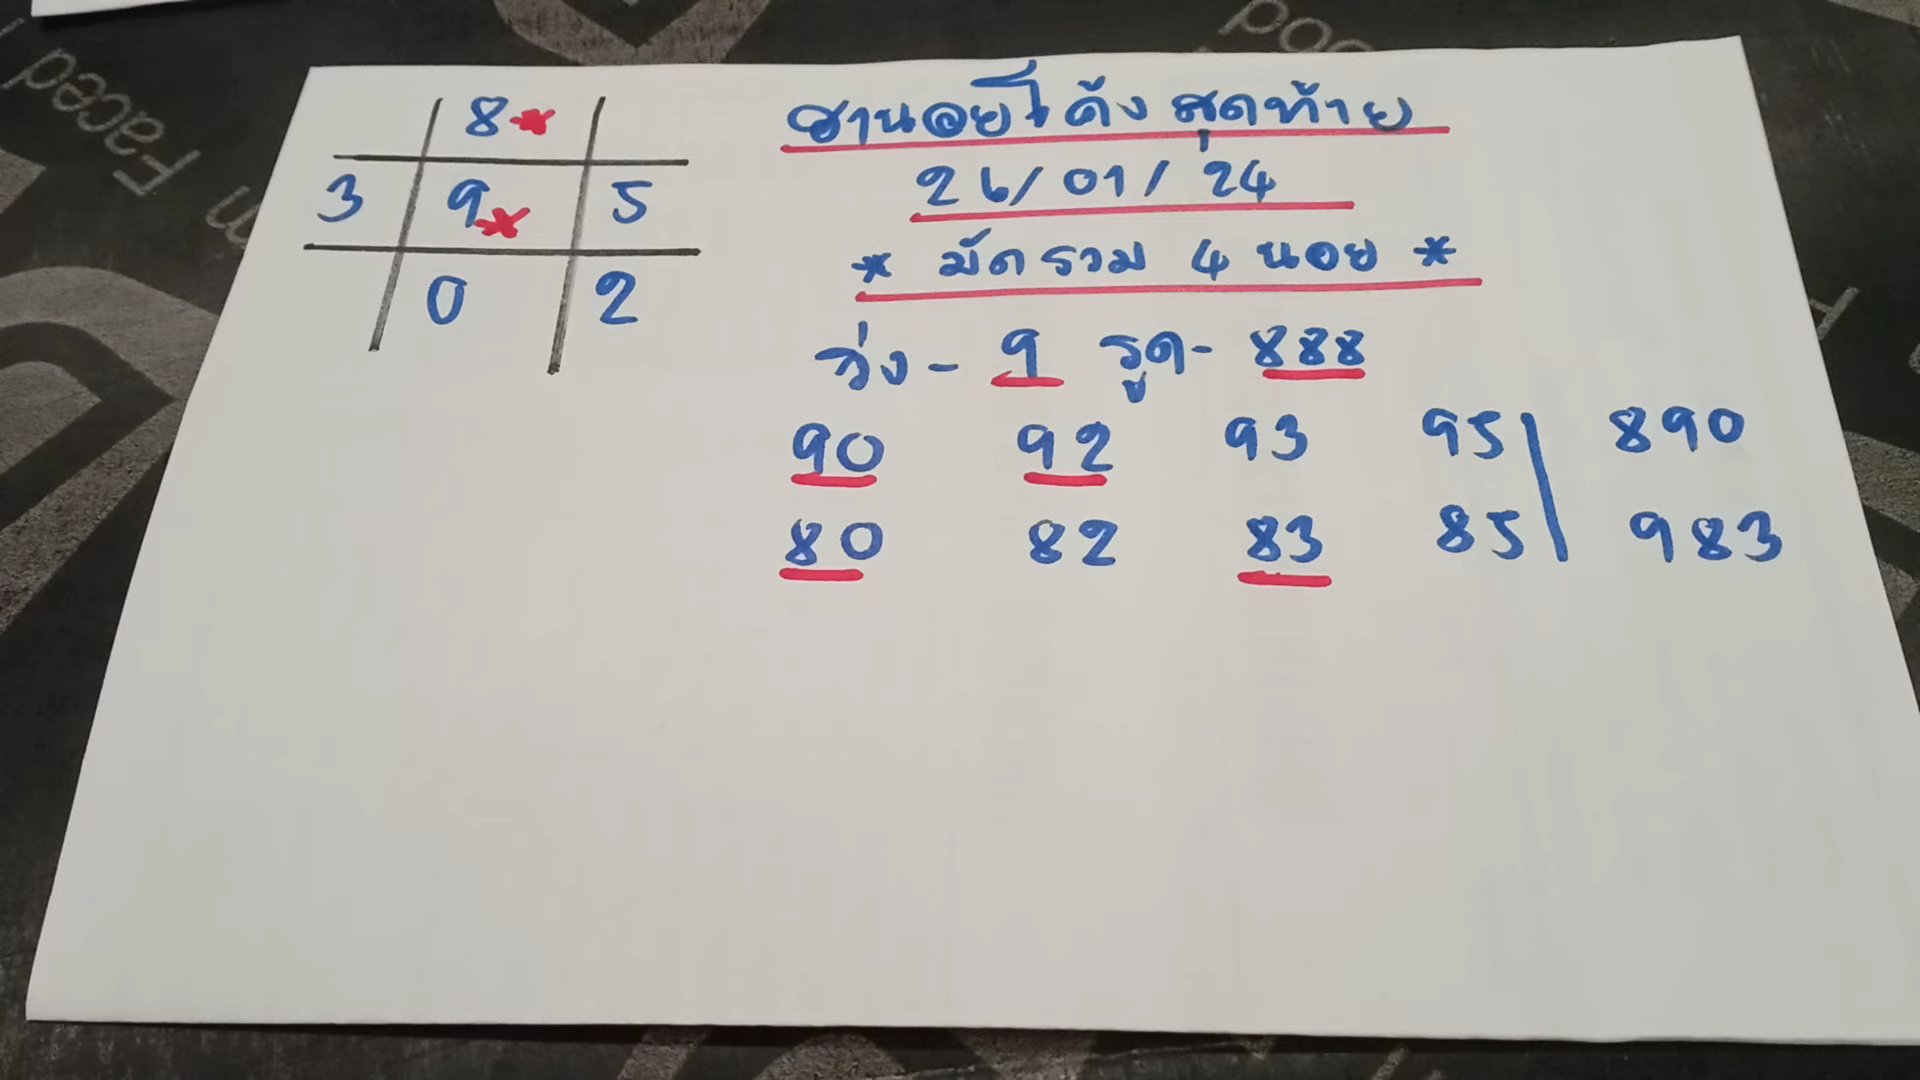 8*
3 9* 5
0 2
ฮานอยโค้งสุดท้าย
26/01/24
* มัดรวม 4 นอย *
วิ่ง - 9 รูด - 888
90 92 93 95 | 890
80 82 83 85 | 983
Faced